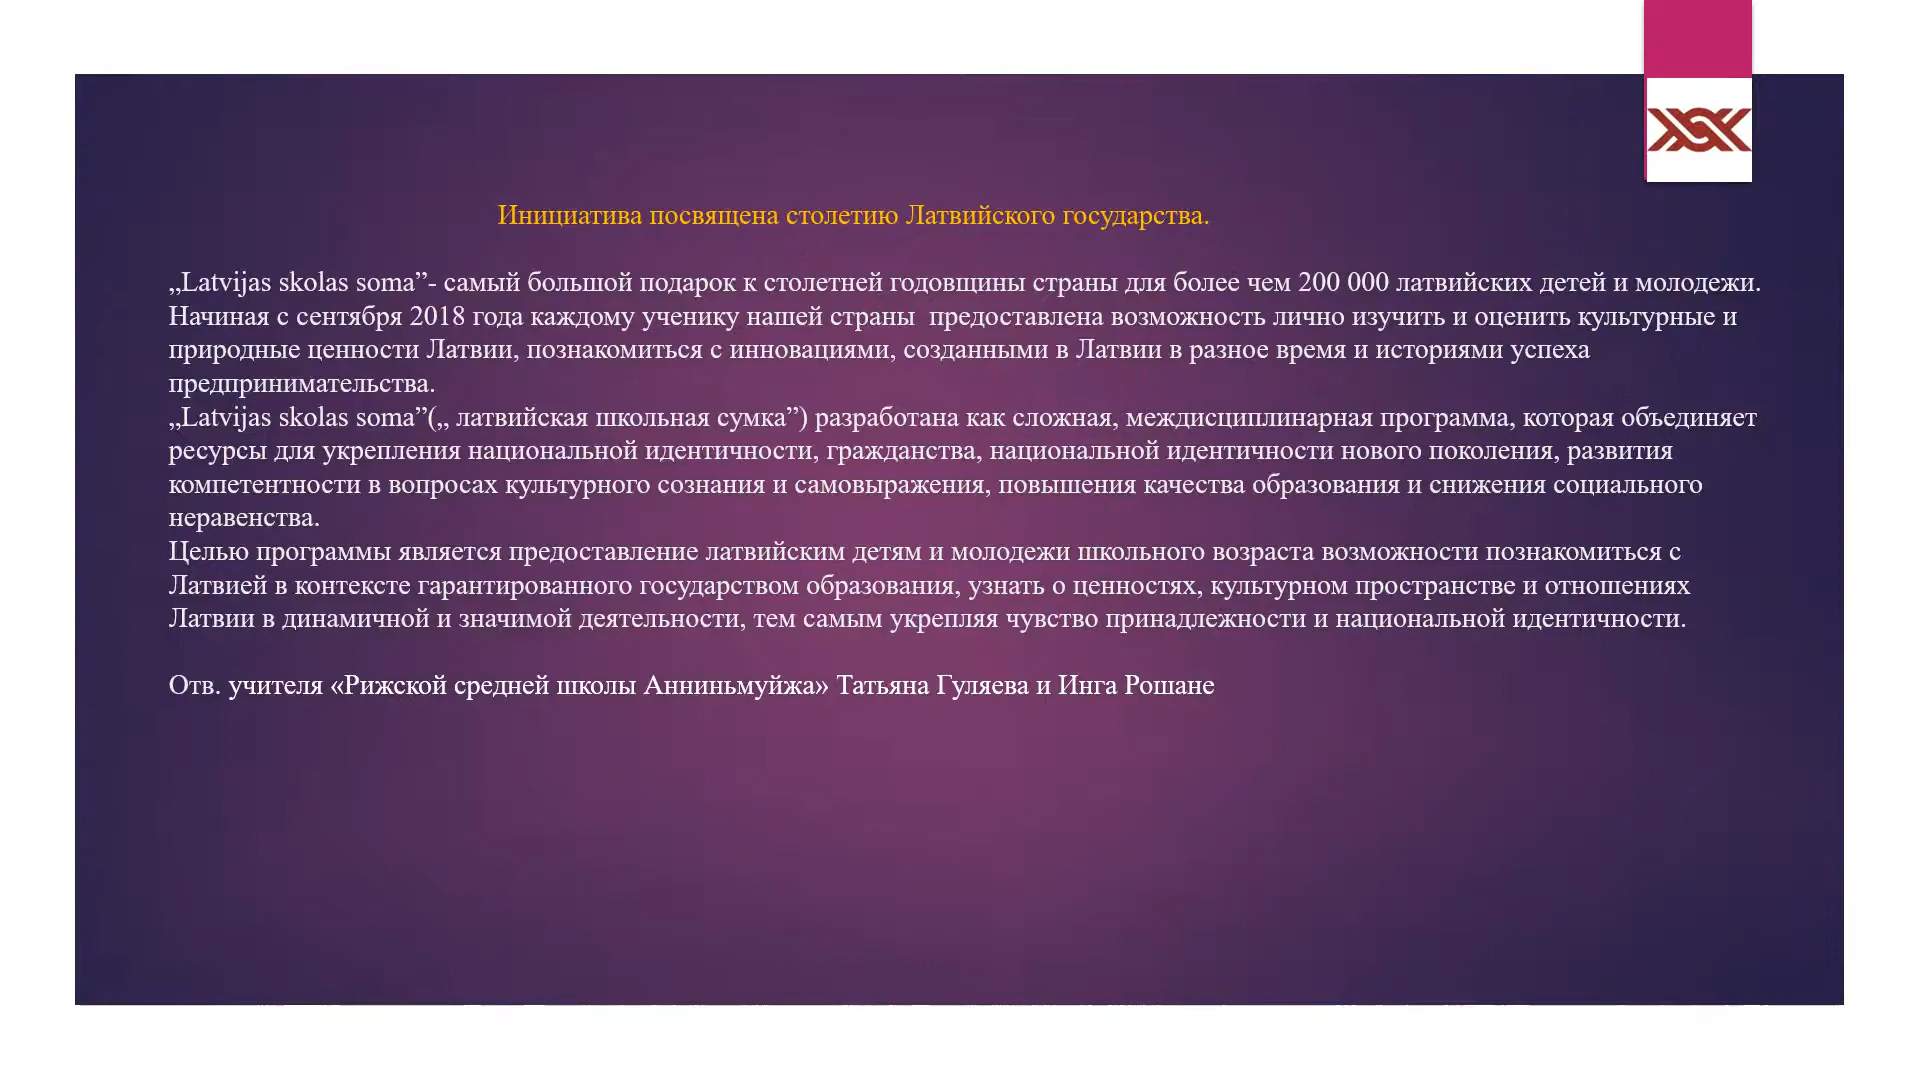 Инициатива посвящена столетию Латвийского государства.
„Latvijas skolas soma”- самый большой подарок к столетней годовщины страны для более чем 200 000 латвийских детей и молодежи.
Начиная с сентября 2018 года каждому ученику нашей страны  предоставлена возможность лично изучить и оценить культурные и
природные ценности Латвии, познакомиться с инновациями, созданными в Латвии в разное время и историями успеха
предпринимательства.
„Latvijas skolas soma”(„ латвийская школьная сумка”) разработана как сложная, междисциплинарная программа, которая объединяет
ресурсы для укрепления национальной идентичности, гражданства, национальной идентичности нового поколения, развития
компетентности в вопросах культурного сознания и самовыражения, повышения качества образования и снижения социального
неравенства.
Целью программы является предоставление латвийским детям и молодежи школьного возраста возможности познакомиться с
Латвией в контексте гарантированного государством образования, узнать о ценностях, культурном пространстве и отношениях
Латвии в динамичной и значимой деятельности, тем самым укрепляя чувство принадлежности и национальной идентичности.
Отв. учителя «Рижской средней школы Анниньмуйжа» Татьяна Гуляева и Инга Рошане